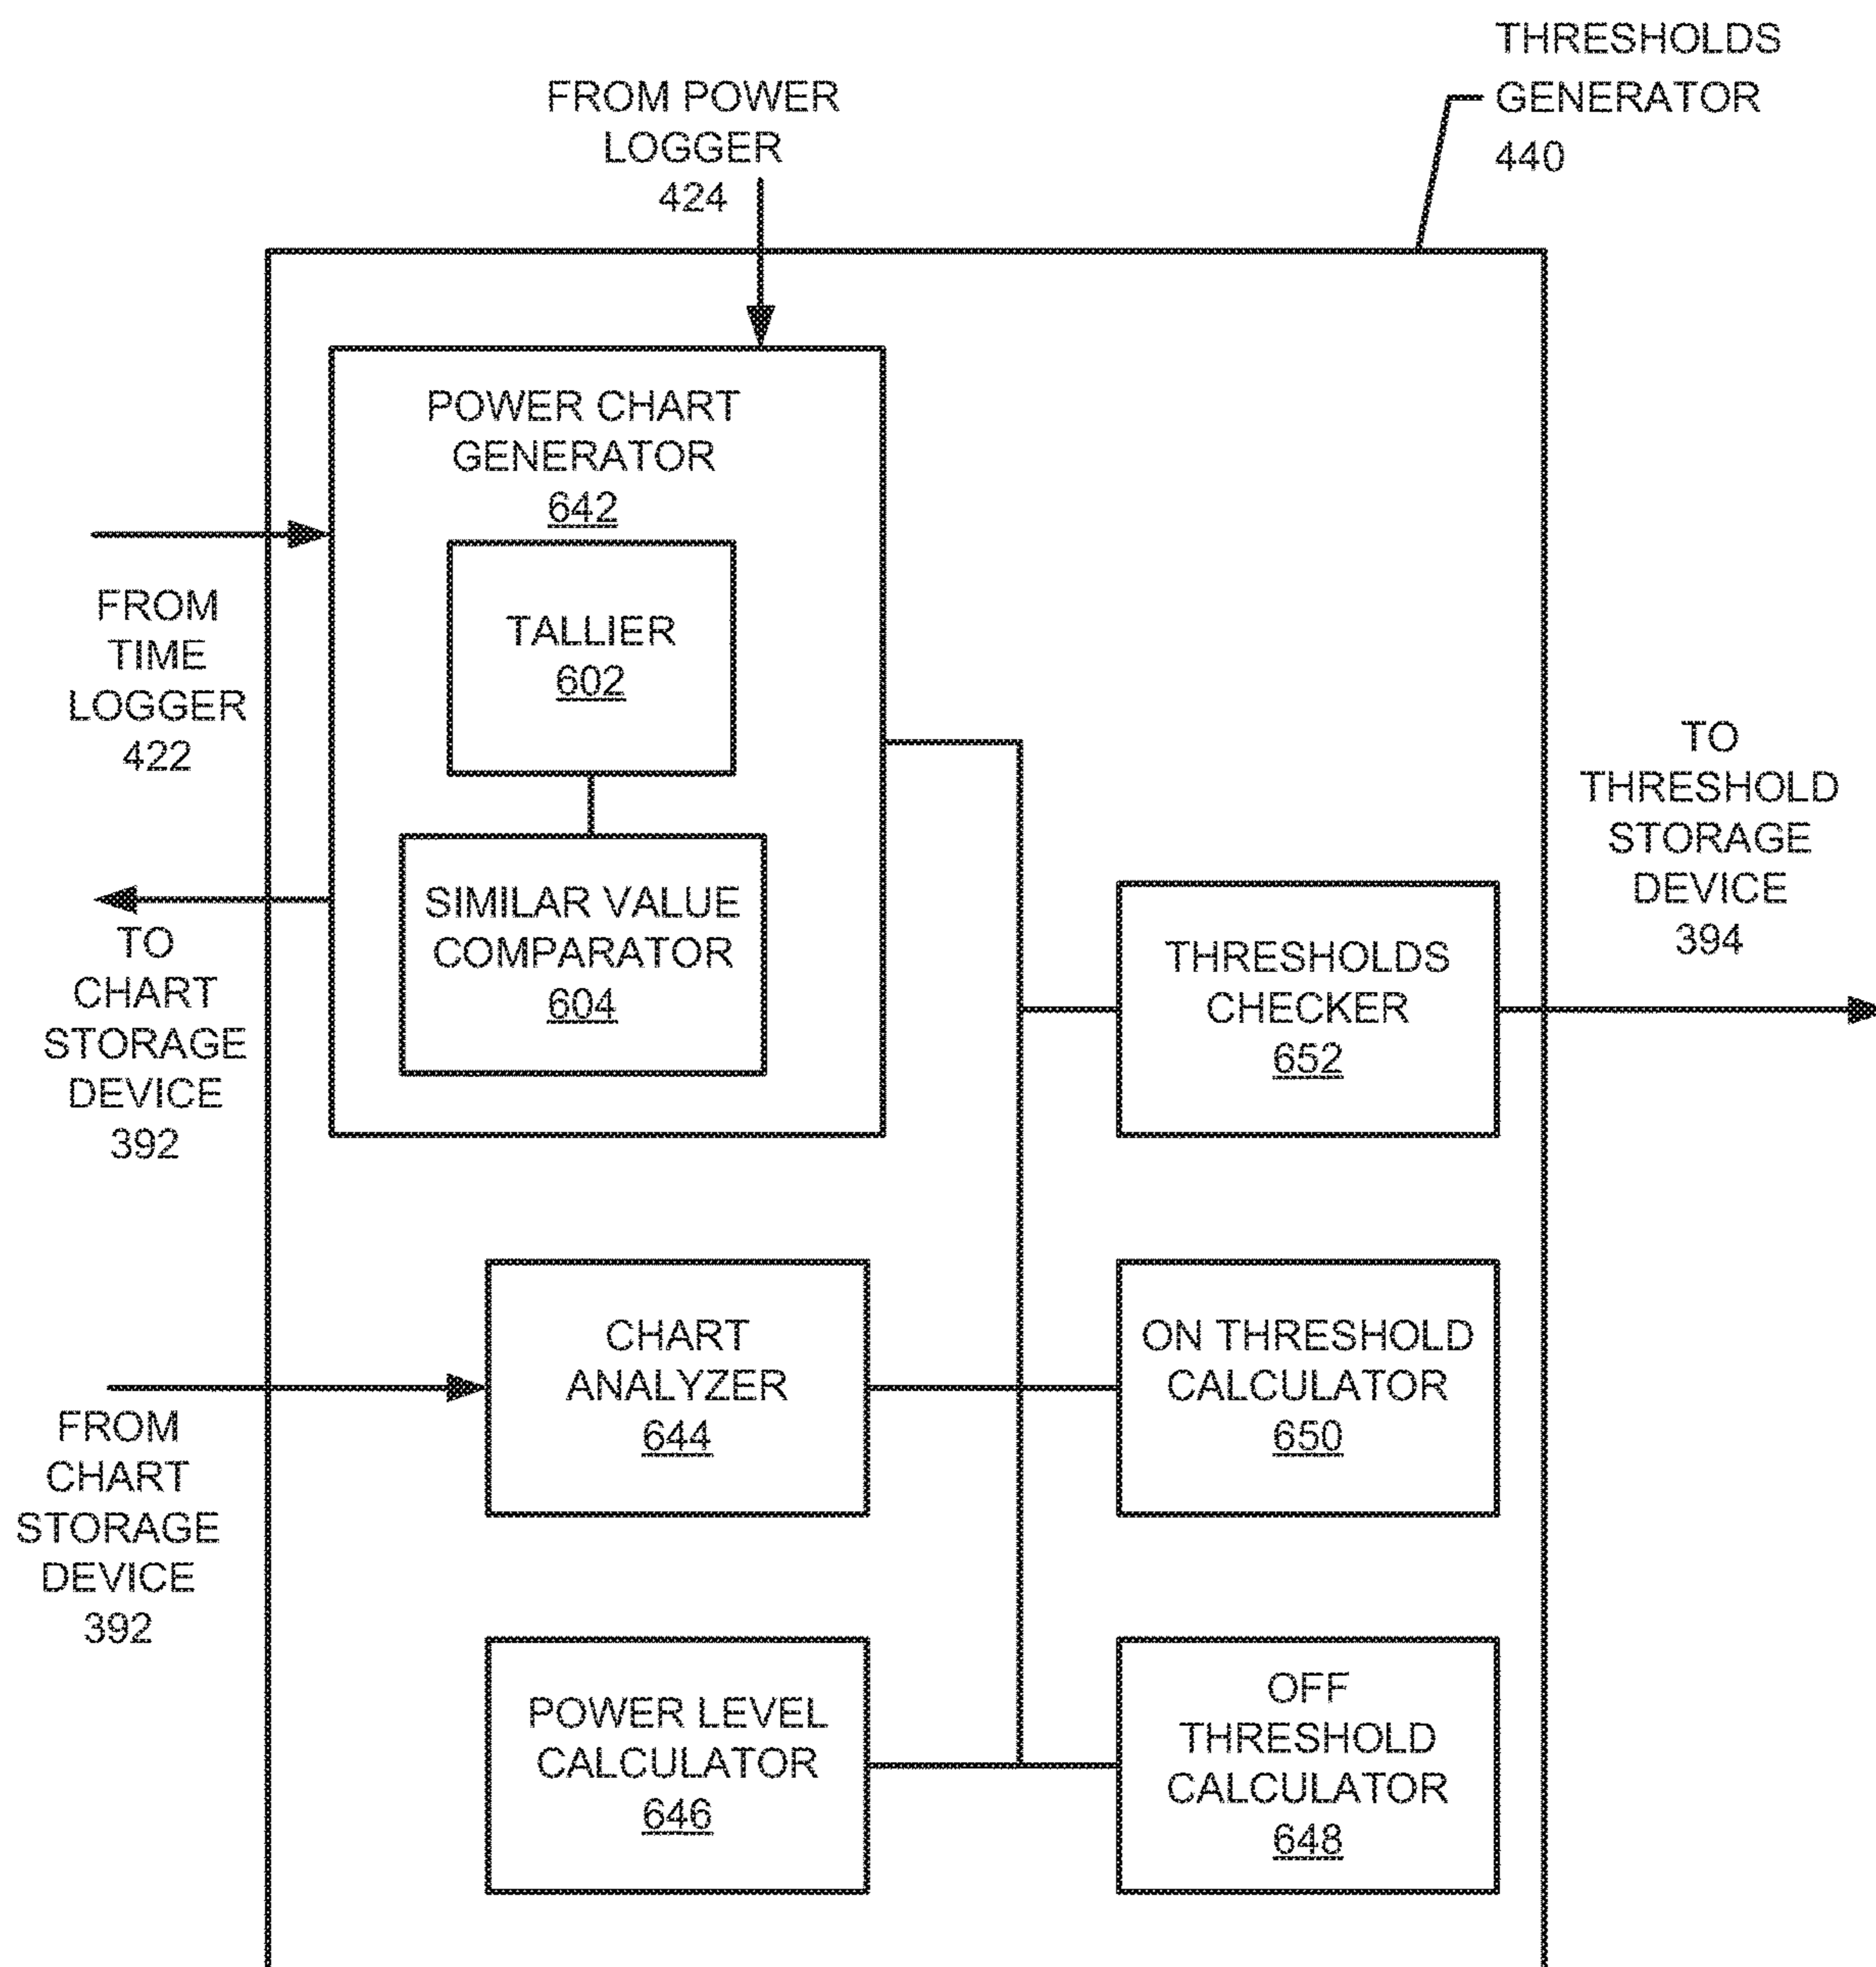 THRESHOLDS
GENERATOR
440
FROM POWER
LOGGER
424
POWER CHART
GENERATOR
642
TALLIER
602
SIMILAR VALUE
COMPARATOR
604
FROM
TIME
LOGGER
422
TO
CHART
STORAGE
DEVICE
392
TO
THRESHOLD
STORAGE
DEVICE
394
THRESHOLDS
CHECKER
652
CHART
ANALYZER
644
ON THRESHOLD
CALCULATOR
650
FROM
CHART
STORAGE
DEVICE
392
POWER LEVEL
CALCULATOR
646
OFF
THRESHOLD
CALCULATOR
648